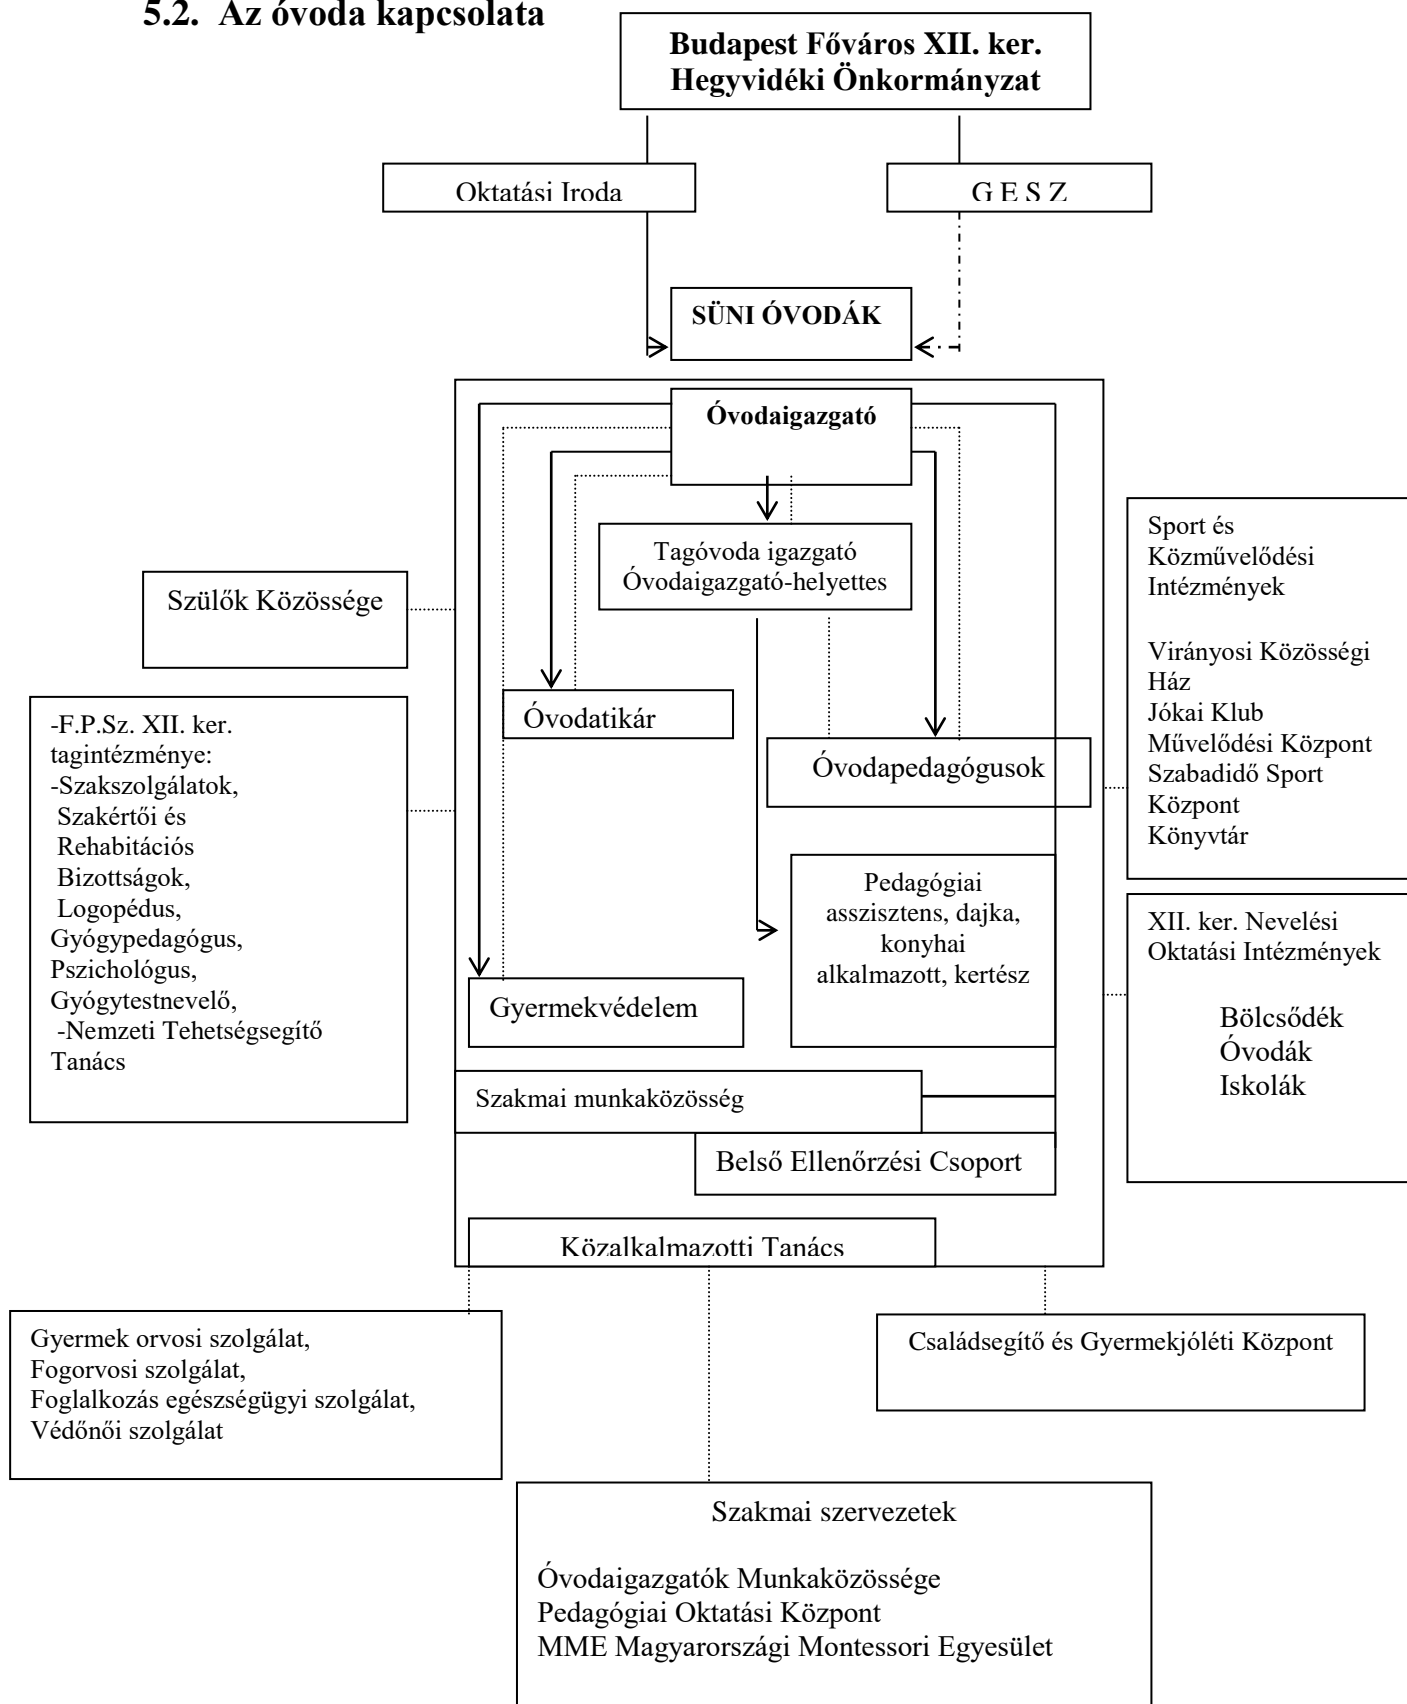 5.2. Az óvoda kapcsolata
Budapest Főváros XII. ker.
Hegyvidéki Önkormányzat
Oktatási Iroda
G E S Z
SÜNI ÓVODÁK
Óvodaigazgató
Tagóvoda igazgató
Óvodaigazgató-helyettes
Szülők Közössége
Sport és
Közművelődési
Intézmények
Virányosi Közösségi
Ház
Jókai Klub
Művelődési Központ
Szabadidő Sport
Központ
Könyvtár
-F.P.Sz. XII. ker.
tagintézménye:
-Szakszolgálatok,
Szakértői és
Rehabitációs
Bizottságok,
Logopédus,
Gyógypedagógus,
Pszichológus,
Gyógytestnevelő,
-Nemzeti Tehetségsegítő
Tanács
Óvodatikár
Óvodapedagógusok
Pedagógiai
asszisztens, dajka,
konyhai
alkalmazott, kertész
XII. ker. Nevelési
Oktatási Intézmények
Bölcsődék
Óvodák
Iskolák
Gyermekvédelem
Szakmai munkaközösség
Belső Ellenőrzési Csoport
Közalkalmazotti Tanács
Gyermek orvosi szolgálat,
Fogorvosi szolgálat,
Foglalkozás egészségügyi szolgálat,
Védőnői szolgálat
Családsegítő és Gyermekjóléti Központ
Szakmai szervezetek
Óvodaigazgatók Munkaközössége
Pedagógiai Oktatási Központ
MME Magyarországi Montessori Egyesület